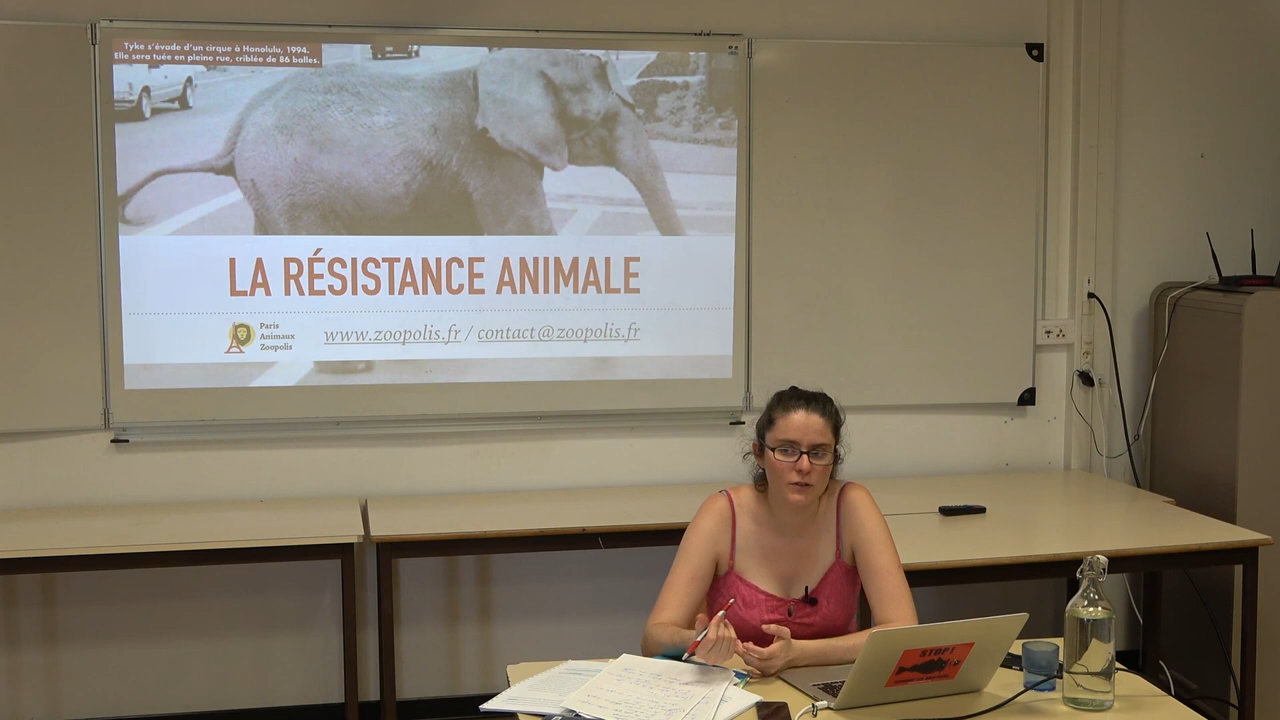 Tyke s'évade d'un cirque à Honolulu, 1994.
Elle sera tuée en pleine rue, criblée de 86 balles.
LA RÉSISTANCE ANIMALE
Paris
Animaux
Zoopolis
www.zoopolis.fr / contact@zoopolis.fr
STOP!